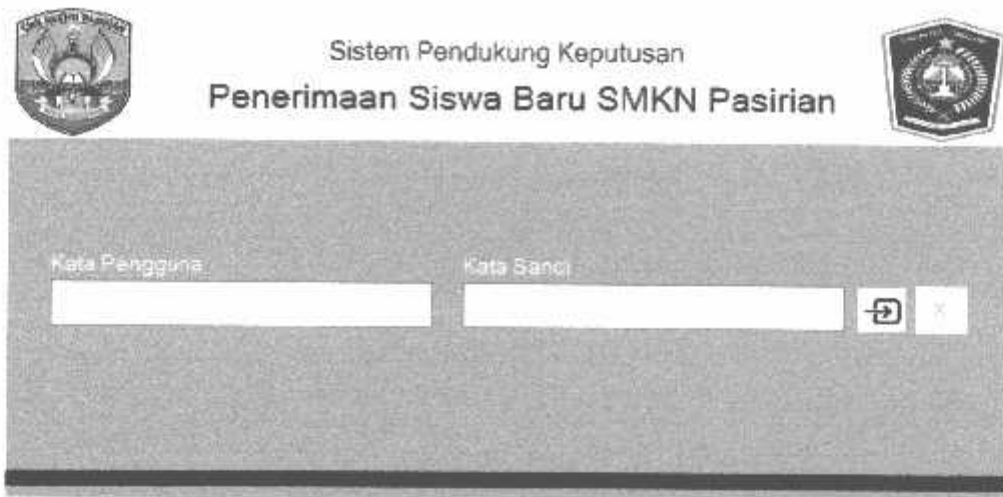 Sistem Pendukung Keputusan
Penerimaan Siswa Baru SMKN Pasirian
Kata Pengguna
Kata Sandi
X